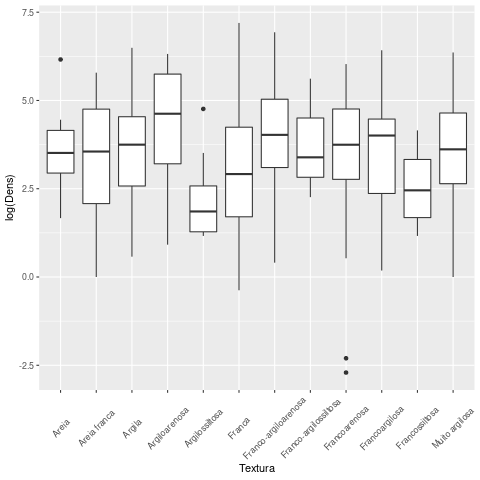 7.5
5.0
2.5
0.0
-2.5
log(Dens)
Areia
Areia franca
Argila
Argiloarenosa
Argilossiltosa
Franca
Franco-argiloarenosa
Franco-argilossiltosa
Francoarenosa
Francoargilosa
Francossiltosa
Muito argilosa
Textura